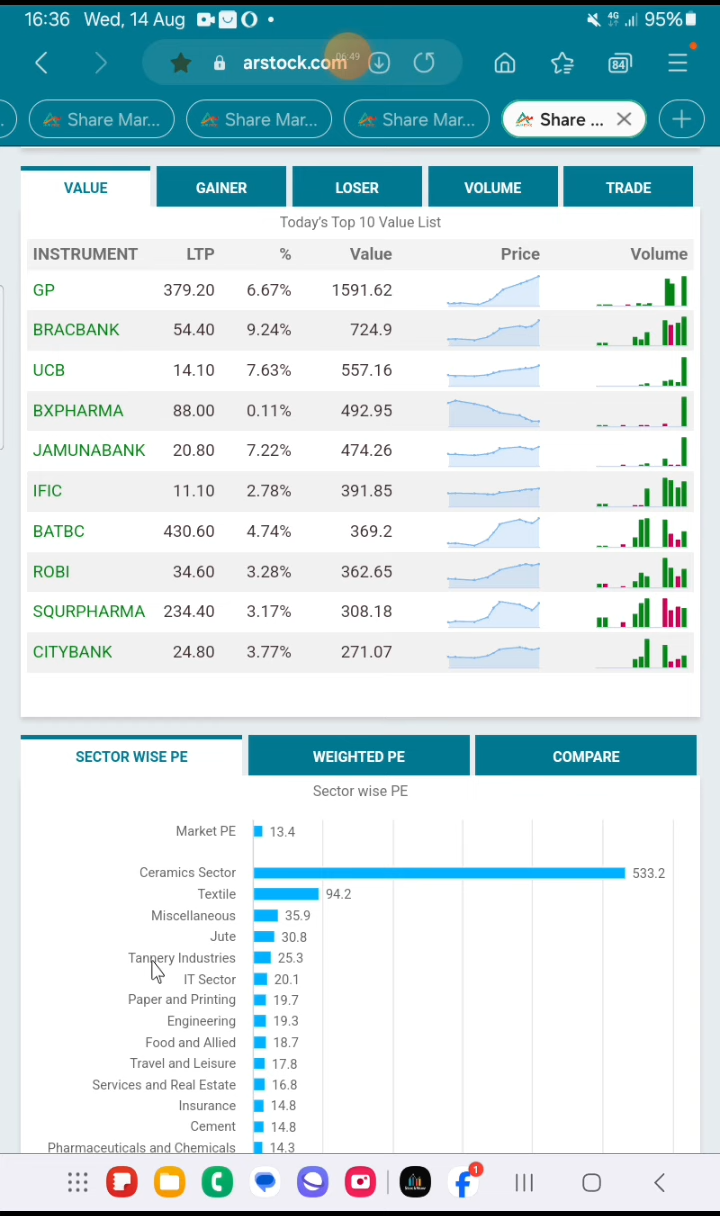 16:36 Wed, 14 Aug 4G 95%
arstock.com 06:49 84
Share Mar... Share Mar... Share Mar... Share ...
VALUE GAINER LOSER VOLUME TRADE
Today's Top 10 Value List
INSTRUMENT LTP % Value Price Volume
GP 379.20 6.67% 1591.62
BRACBANK 54.40 9.24% 724.9
UCB 14.10 7.63% 557.16
BXPHARMA 88.00 0.11% 492.95
JAMUNABANK 20.80 7.22% 474.26
IFIC 11.10 2.78% 391.85
BATBC 430.60 4.74% 369.2
ROBI 34.60 3.28% 362.65
SQURPHARMA 234.40 3.17% 308.18
CITYBANK 24.80 3.77% 271.07
SECTOR WISE PE WEIGHTED PE COMPARE
Sector wise PE
Market PE 13.4
Ceramics Sector 533.2
Textile 94.2
Miscellaneous 35.9
Jute 30.8
Tannery Industries 25.3
IT Sector 20.1
Paper and Printing 19.7
Engineering 19.3
Food and Allied 18.7
Travel and Leisure 17.8
Services and Real Estate 16.8
Insurance 14.8
Cement 14.8
Pharmaceuticals and Chemicals 14.3
1